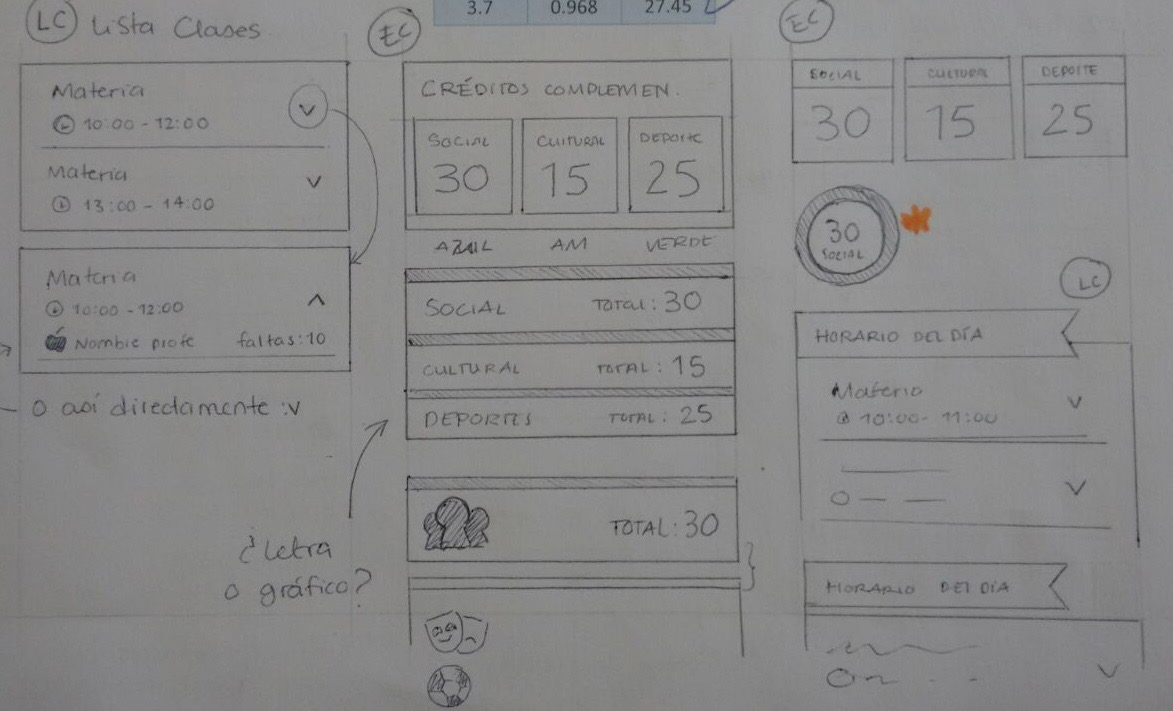 LC Lista Clases
Materia
10:00 - 12:00
Materia
13:00 - 14:00
Materia
10:00 - 12:00
Nombre profe faltas:10
O así directamente :v
¿Letra
o gráfico?
3.7 0.968 27.45
EC
CRÉDITOS COMPLEMEN.
SOCIAL CULTURAL DEPORTE
30 15 25
AZUL AM VERDE
SOCIAL TOTAL: 30
CULTURAL TOTAL: 15
DEPORTES TOTAL: 25
TOTAL: 30
EC
SOCIAL CULTURAL DEPORTE
30 15 25
30
SOCIAL
LC
HORARIO DEL DÍA
Materia
10:00 - 11:00
HORARIO DEL DÍA